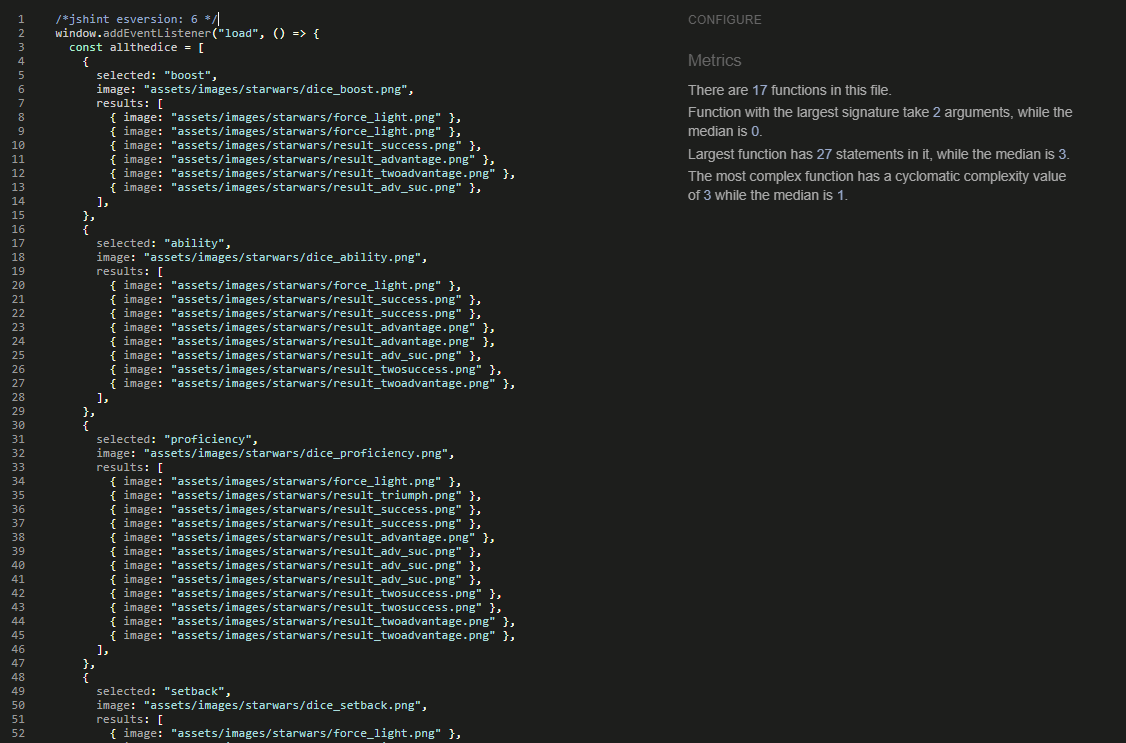 1 /*jshint esversion: 6 */
2 window.addEventListener("load", () => {
3 const allthedice = [
4 {
5 selected: "boost",
6 image: "assets/images/starwars/dice_boost.png",
7 results: [
8 { image: "assets/images/starwars/force_light.png" },
9 { image: "assets/images/starwars/force_light.png" },
10 { image: "assets/images/starwars/result_success.png" },
11 { image: "assets/images/starwars/result_advantage.png" },
12 { image: "assets/images/starwars/result_twoadvantage.png" },
13 { image: "assets/images/starwars/result_adv_suc.png" },
14 ],
15 },
16 {
17 selected: "ability",
18 image: "assets/images/starwars/dice_ability.png",
19 results: [
20 { image: "assets/images/starwars/force_light.png" },
21 { image: "assets/images/starwars/result_success.png" },
22 { image: "assets/images/starwars/result_success.png" },
23 { image: "assets/images/starwars/result_advantage.png" },
24 { image: "assets/images/starwars/result_advantage.png" },
25 { image: "assets/images/starwars/result_adv_suc.png" },
26 { image: "assets/images/starwars/result_twosuccess.png" },
27 { image: "assets/images/starwars/result_twoadvantage.png" },
28 ],
29 },
30 {
31 selected: "proficiency",
32 image: "assets/images/starwars/dice_proficiency.png",
33 results: [
34 { image: "assets/images/starwars/force_light.png" },
35 { image: "assets/images/starwars/result_triumph.png" },
36 { image: "assets/images/starwars/result_success.png" },
37 { image: "assets/images/starwars/result_success.png" },
38 { image: "assets/images/starwars/result_advantage.png" },
39 { image: "assets/images/starwars/result_adv_suc.png" },
40 { image: "assets/images/starwars/result_adv_suc.png" },
41 { image: "assets/images/starwars/result_adv_suc.png" },
42 { image: "assets/images/starwars/result_twosuccess.png" },
43 { image: "assets/images/starwars/result_twosuccess.png" },
44 { image: "assets/images/starwars/result_twoadvantage.png" },
45 { image: "assets/images/starwars/result_twoadvantage.png" },
46 ],
47 },
48 {
49 selected: "setback",
50 image: "assets/images/starwars/dice_setback.png",
51 results: [
52 { image: "assets/images/starwars/force_light.png" },
CONFIGURE
Metrics
There are 17 functions in this file.
Function with the largest signature take 2 arguments, while the
median is 0.
Largest function has 27 statements in it, while the median is 3.
The most complex function has a cyclomatic complexity value
of 3 while the median is 1.